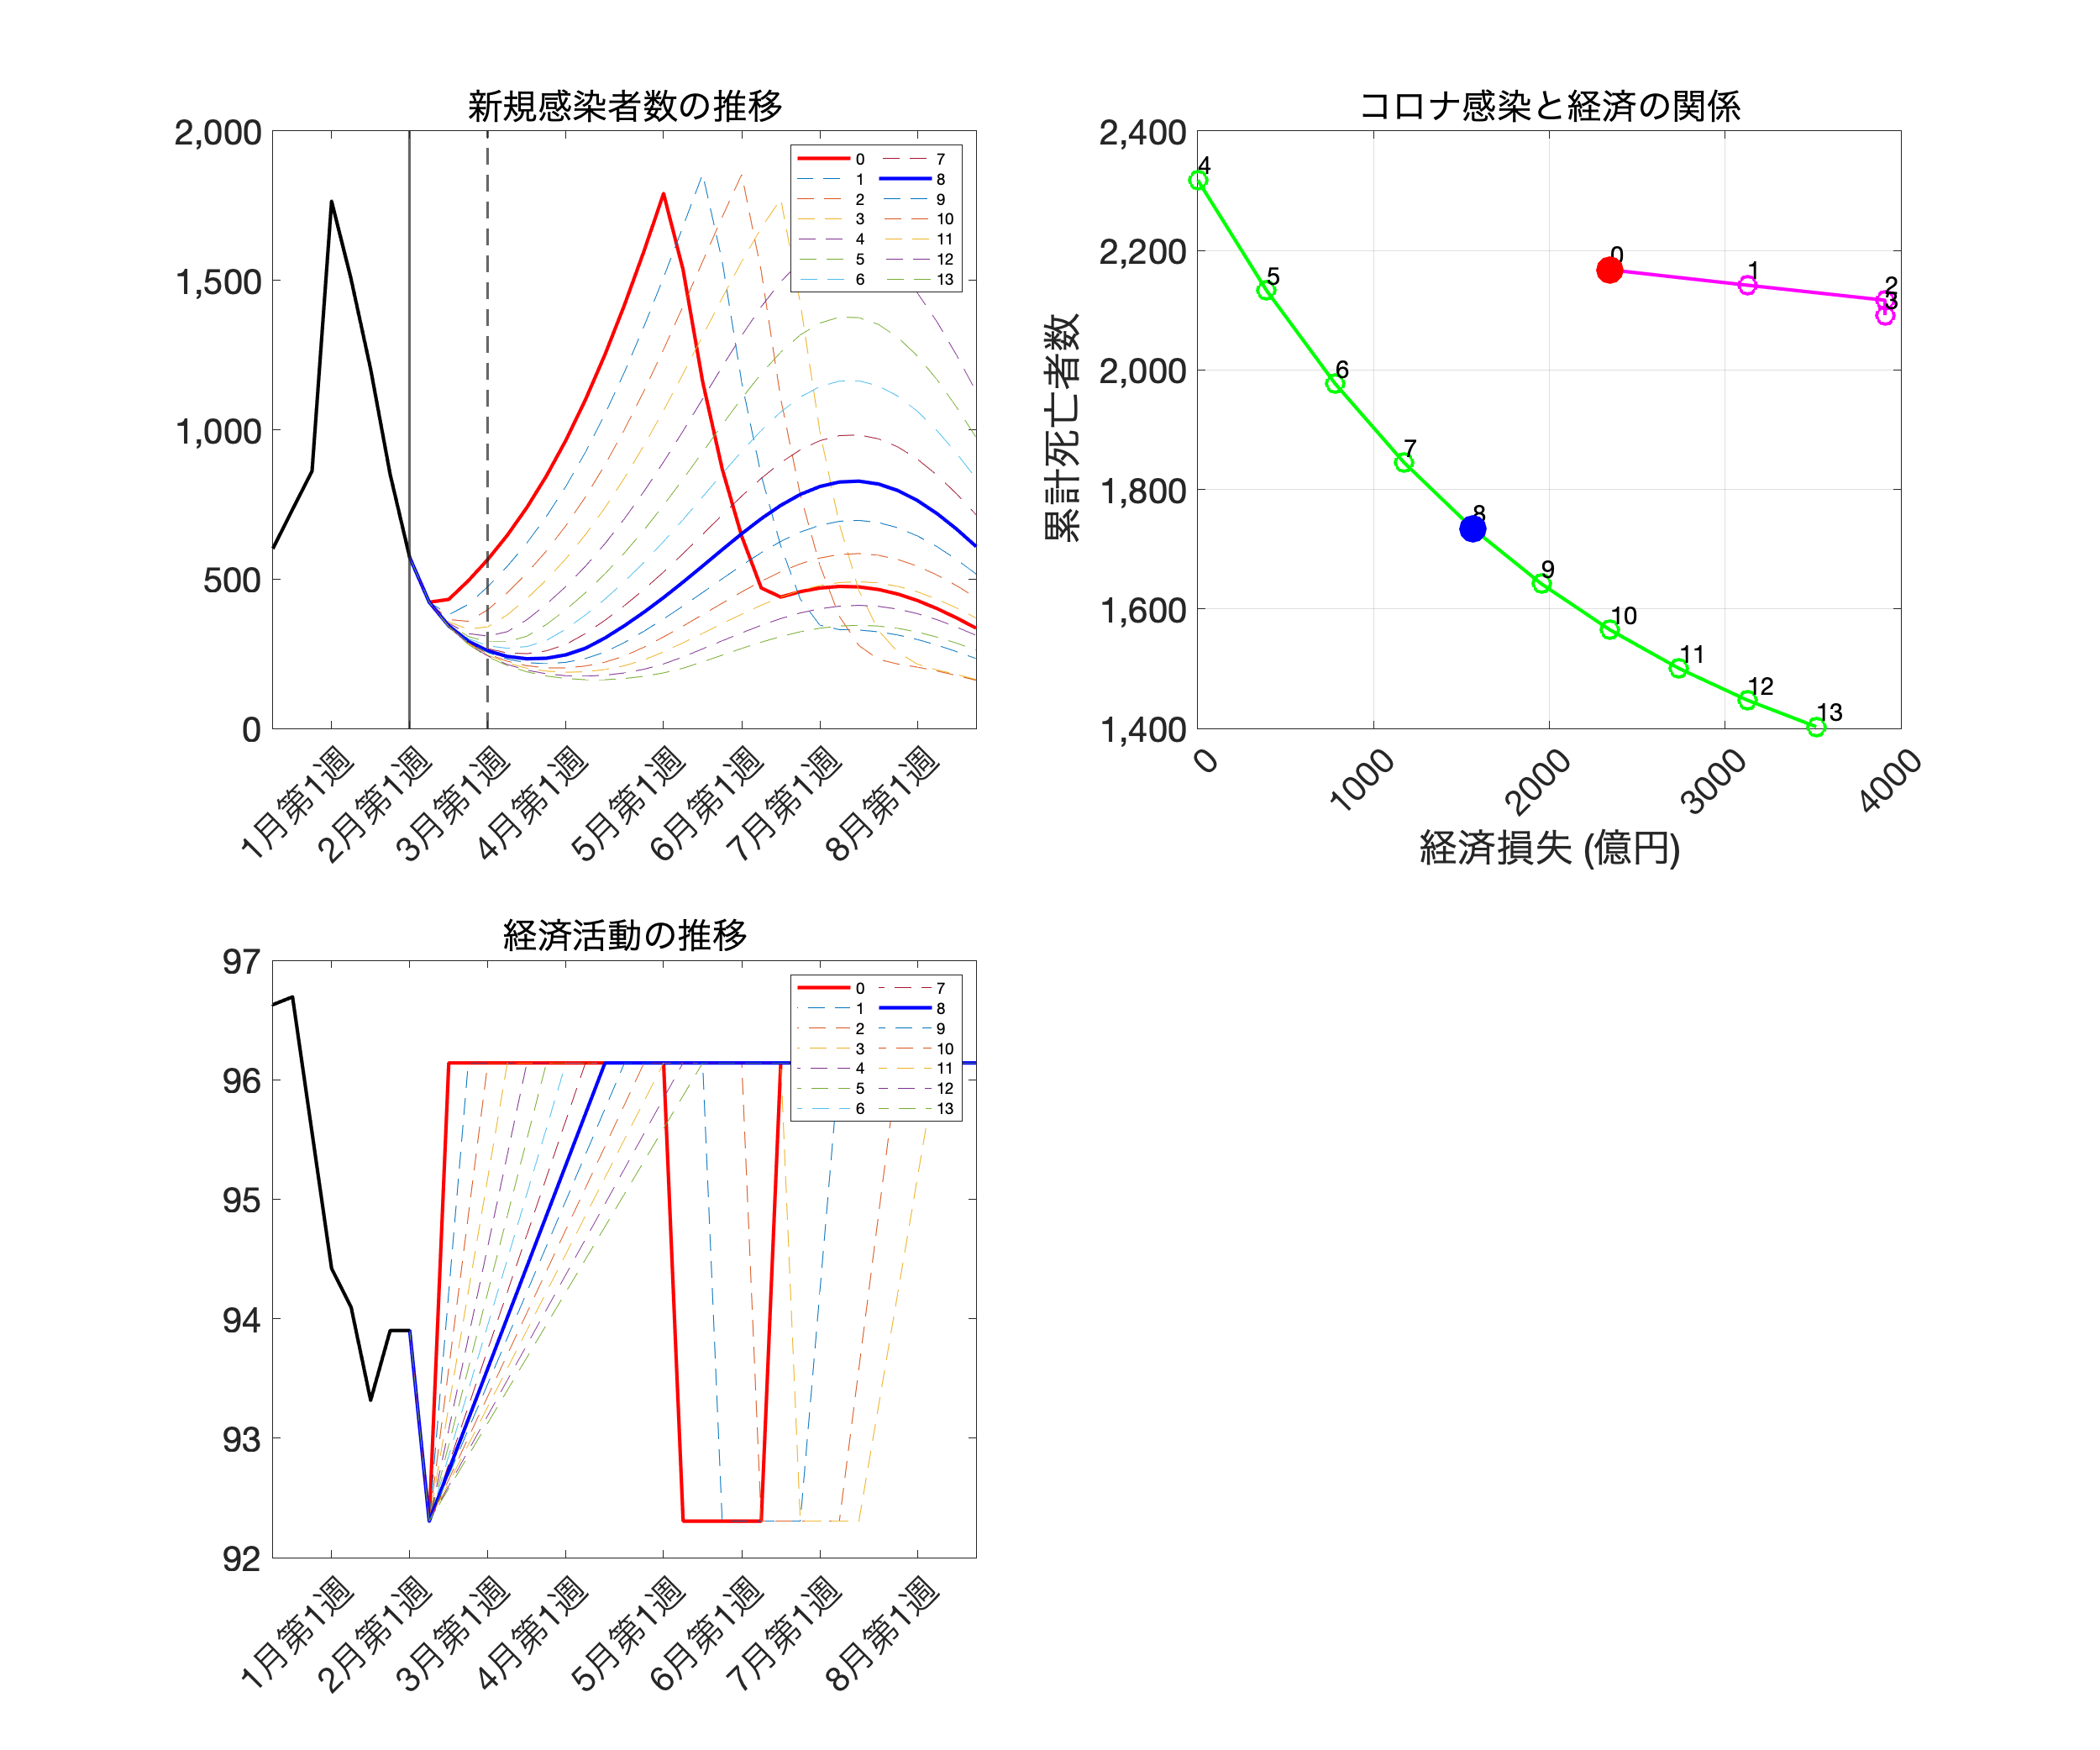 新規感染者数の推移
2,000
1,500
1,000
500
0
0 7
1 8
2 9
3 10
4 11
5 12
6 13
1月第1週
2月第1週
3月第1週
4月第1週
5月第1週
6月第1週
7月第1週
8月第1週
コロナ感染と経済の関係
累計死亡者数
2,400
2,200
2,000
1,800
1,600
1,400
4
5
6
7
8
9
10
11
12
13
0
1
2
3
0
1000
2000
3000
4000
経済損失 (億円)
経済活動の推移
97
96
95
94
93
92
0 7
1 8
2 9
3 10
4 11
5 12
6 13
1月第1週
2月第1週
3月第1週
4月第1週
5月第1週
6月第1週
7月第1週
8月第1週